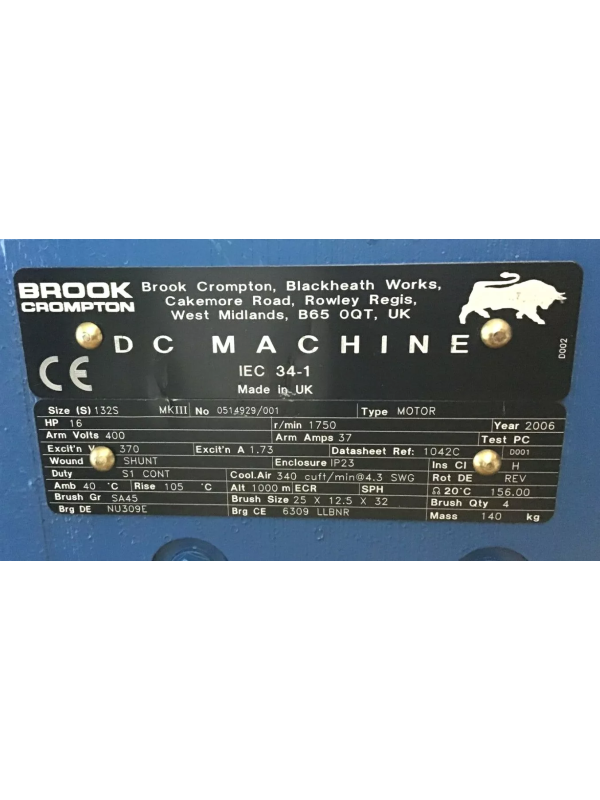 BROOK
CROMPTON
Brook Crompton, Blackheath Works,
Cakemore Road, Rowley Regis,
West Midlands, B65 0QT, UK
DC MACHINE
CE
IEC 34-1
Made in UK
D002
Size (S) 132S MKIII No 0514929/001 Type MOTOR
HP 16 r/min 1750 Year 2006
Arm Volts 400 Arm Amps 37 Test PC
Excit'n V 370 Excit'n A 1.73 Datasheet Ref: 1042C D001
Wound SHUNT Enclosure IP23 Ins Cl H
Duty S1 CONT Cool.Air 340 cuft/min@4.3 SWG Rot DE REV
Amb 40 °C Rise 105 °C Alt 1000 m ECR SPH Ω 20°C 156.00
Brush Gr SA45 Brush Size 25 X 12.5 X 32 Brush Qty 4
Brg DE NU309E Brg CE 6309 LLBNR Mass 140 kg